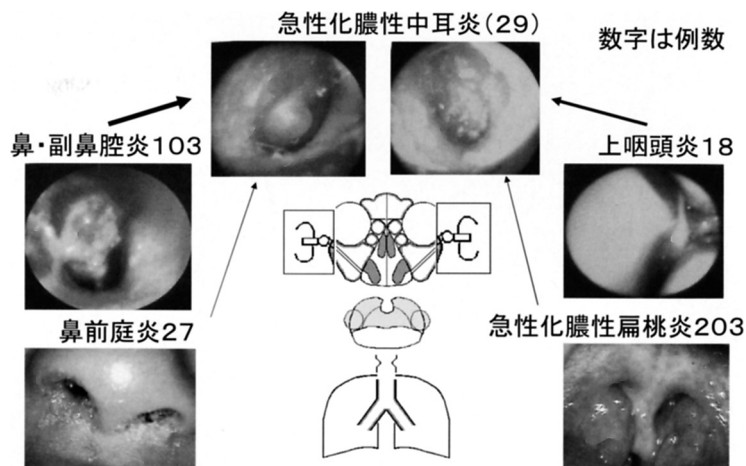 急性化膿性中耳炎（29）
数字は例数
鼻・副鼻腔炎103
上咽頭炎18
鼻前庭炎27
急性化膿性扁桃炎203